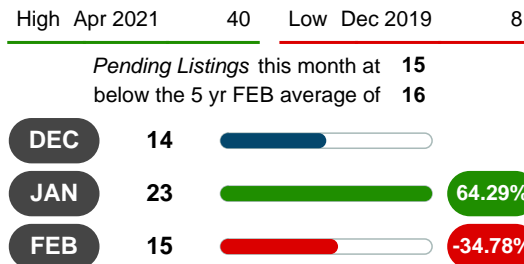 High Apr 2021 40 Low Dec 2019 8
Pending Listings this month at 15
below the 5 yr FEB average of 16
DEC 14
JAN 23 64.29%
FEB 15 -34.78%